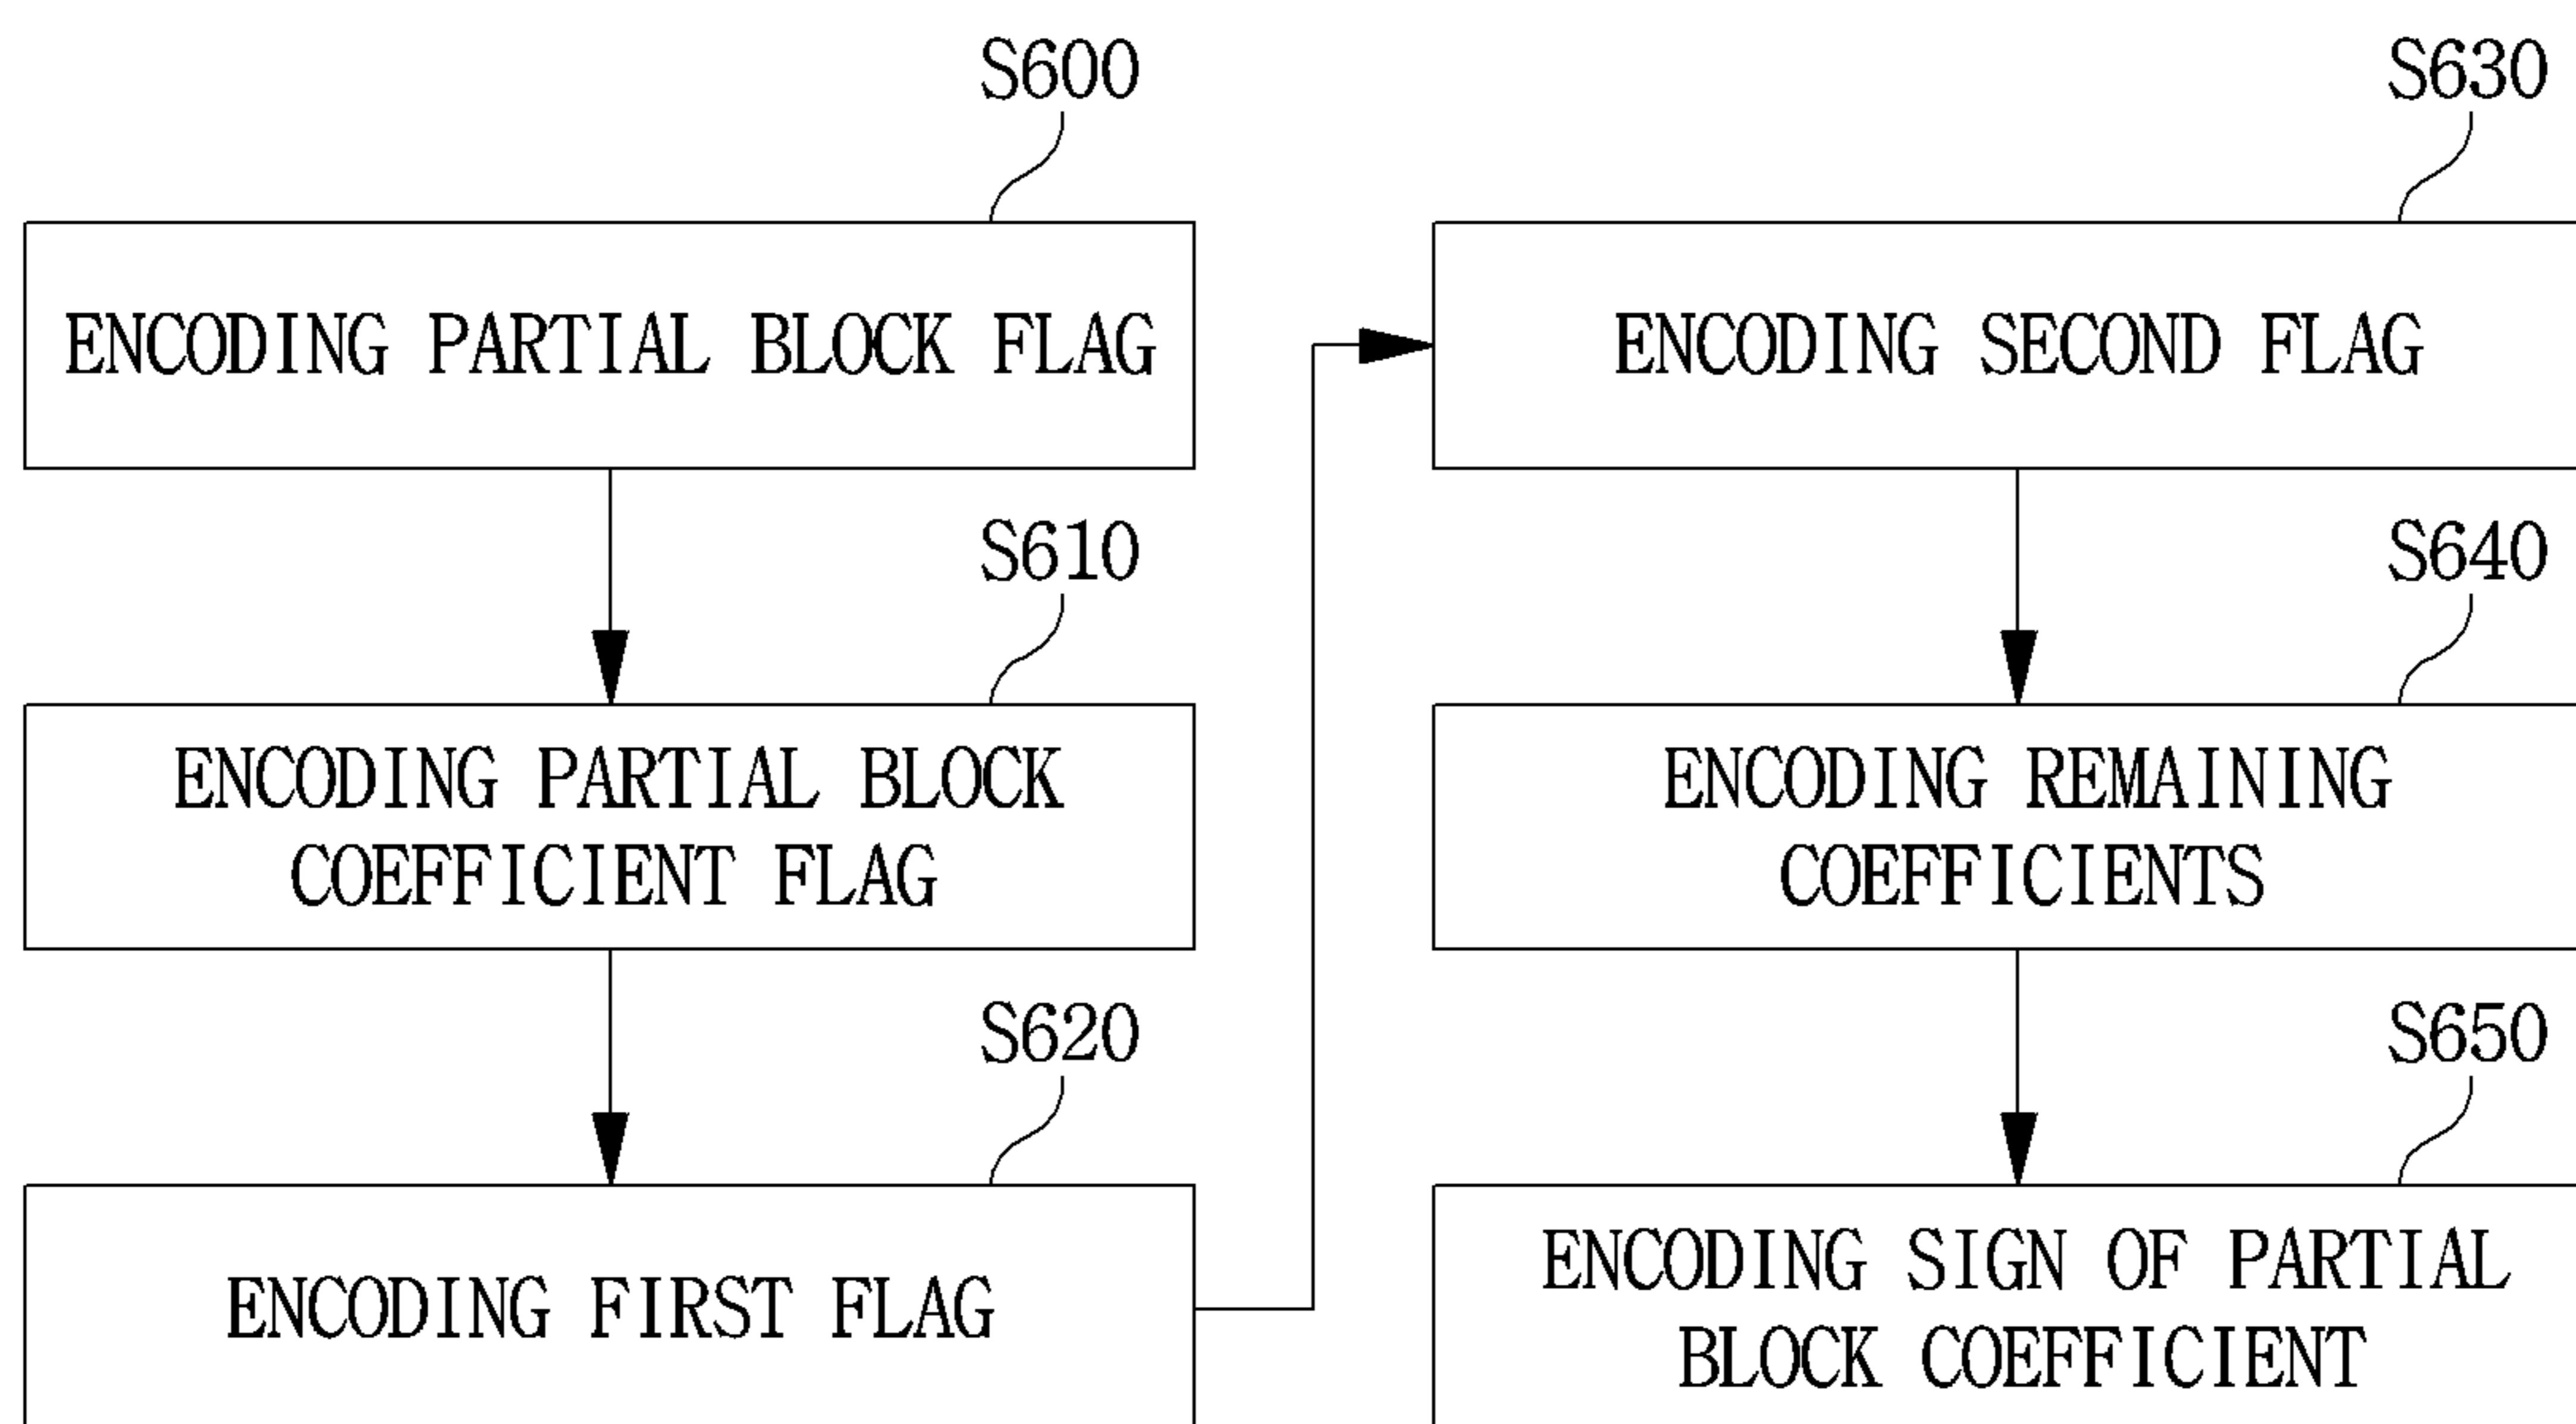 S600
ENCODING PARTIAL BLOCK FLAG
S610
ENCODING PARTIAL BLOCK
COEFFICIENT FLAG
S620
ENCODING FIRST FLAG
S630
ENCODING SECOND FLAG
S640
ENCODING REMAINING
COEFFICIENTS
S650
ENCODING SIGN OF PARTIAL
BLOCK COEFFICIENT